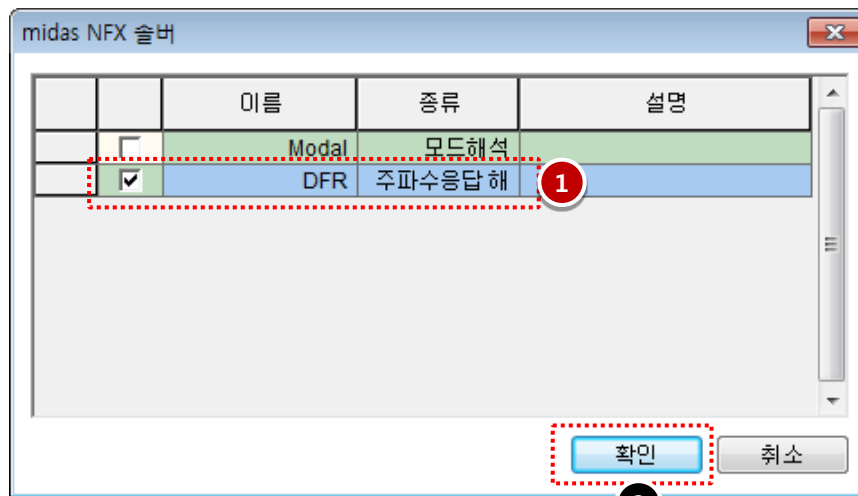 midas NFX 솔버
이름 종류 설명
Modal 모드해석
DFR 주파수응답 해
1
확인 취소